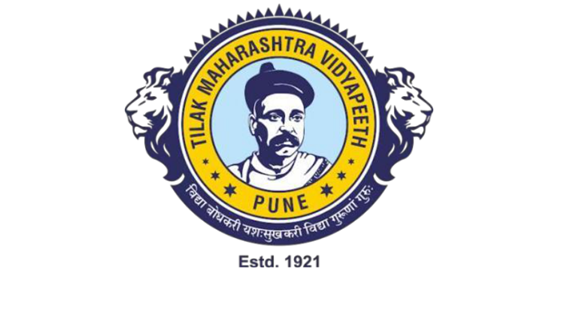 TILAK MAHARASHTRA VIDYAPEETH
PUNE
विद्या बोधकरी यशःसुखकरी विद्या गुरूणां गुरुः
Estd. 1921